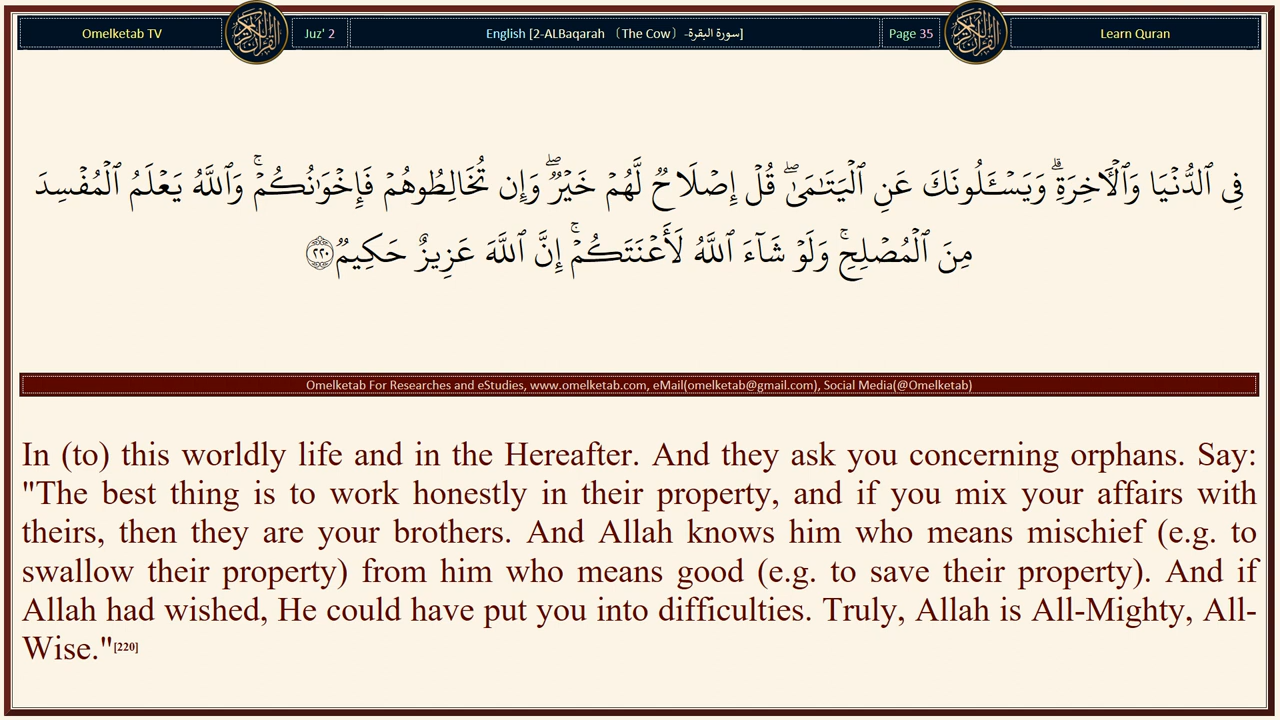 Omelketab TV
Juz' 2
English [2-ALBaqarah （The Cow）-سورة البقرة]
Page 35
Learn Quran
فِى ٱلدُّنْيَا وَٱلْـَٔاخِرَةِۗ وَيَسْـَٔلُونَكَ عَنِ ٱلْيَتَـٰمَىٰۖ قُلْ إِصْلَاحٌ لَّهُمْ خَيْرٌۖ وَإِن تُخَالِطُوهُمْ فَإِخْوَٰنُكُمْۚ وَٱللَّهُ يَعْلَمُ ٱلْمُفْسِدَ
مِنَ ٱلْمُصْلِحِۚ وَلَوْ شَآءَ ٱللَّهُ لَأَعْنَتَكُمْۚ إِنَّ ٱللَّهَ عَزِيزٌ حَكِيمٌ ٢٢٠
Omelketab For Researches and eStudies, www.omelketab.com, eMail(omelketab@gmail.com), Social Media(@Omelketab)
In (to) this worldly life and in the Hereafter. And they ask you concerning orphans. Say:
"The best thing is to work honestly in their property, and if you mix your affairs with
theirs, then they are your brothers. And Allah knows him who means mischief (e.g. to
swallow their property) from him who means good (e.g. to save their property). And if
Allah had wished, He could have put you into difficulties. Truly, Allah is All-Mighty, All-
Wise."[220]